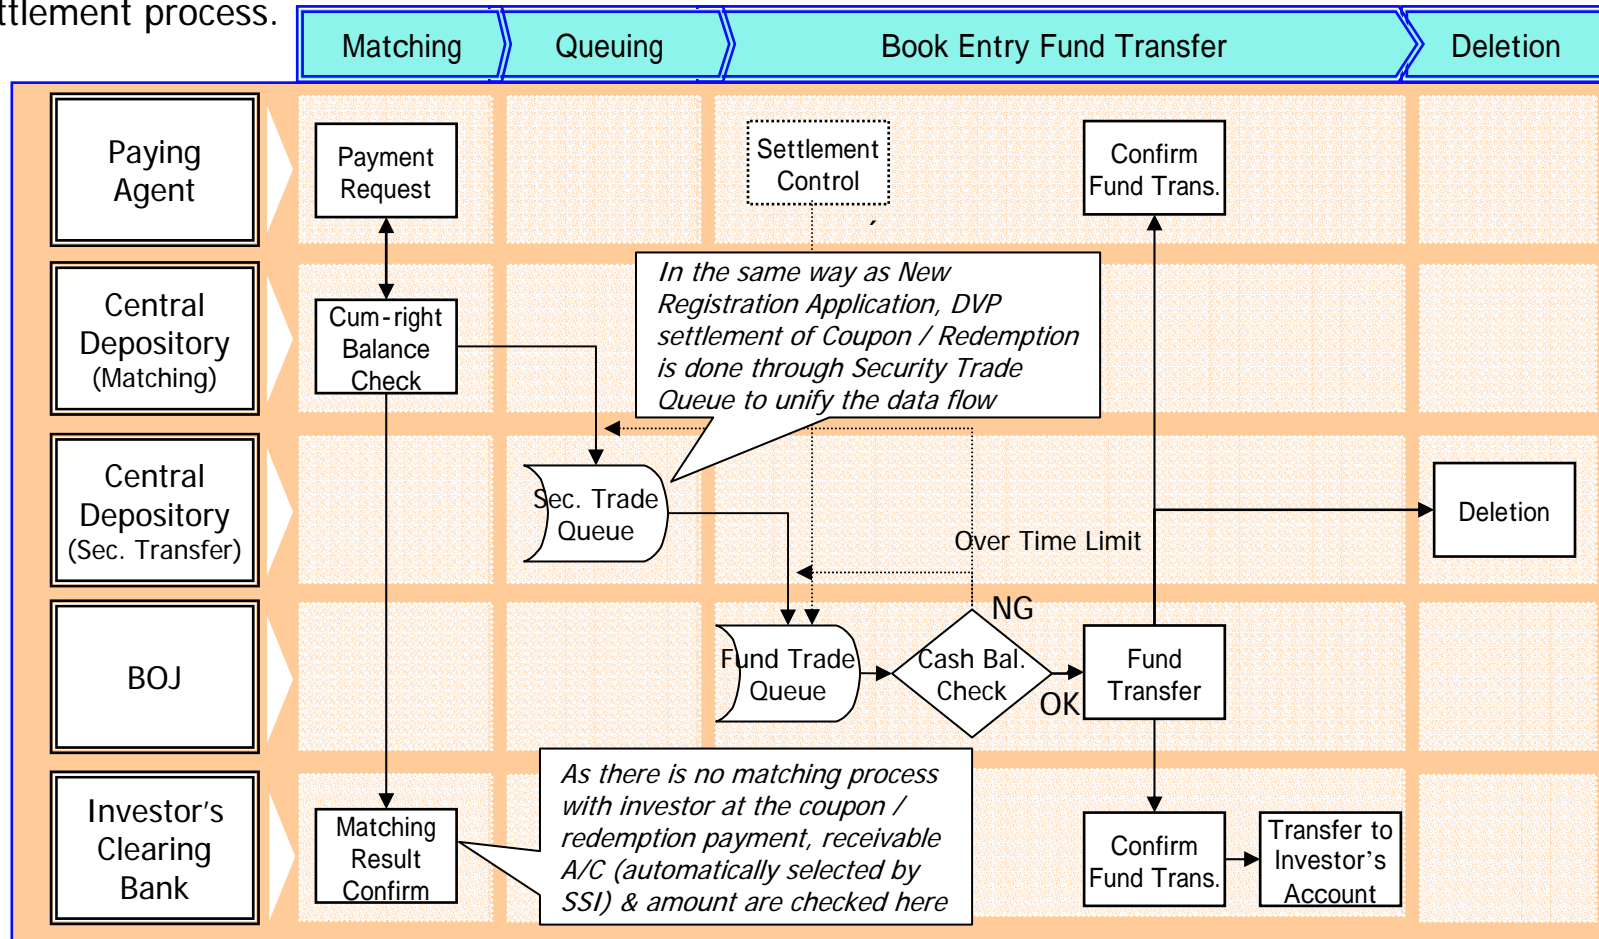 ttlement process.
Matching
Queuing
Book Entry Fund Transfer
Deletion
Paying
Agent
Payment
Request
Settlement
Control
Confirm
Fund Trans.
Central
Depository
(Matching)
Cum-right
Balance
Check
In the same way as New
Registration Application, DVP
settlement of Coupon / Redemption
is done through Security Trade
Queue to unify the data flow
Central
Depository
(Sec. Transfer)
Sec. Trade
Queue
Over Time Limit
Deletion
BOJ
Fund Trade
Queue
Cash Bal.
Check
NG
OK
Fund
Transfer
Investor's
Clearing
Bank
Matching
Result
Confirm
As there is no matching process
with investor at the coupon /
redemption payment, receivable
A/C (automatically selected by
SSI) & amount are checked here
Confirm
Fund Trans.
Transfer to
Investor's
Account